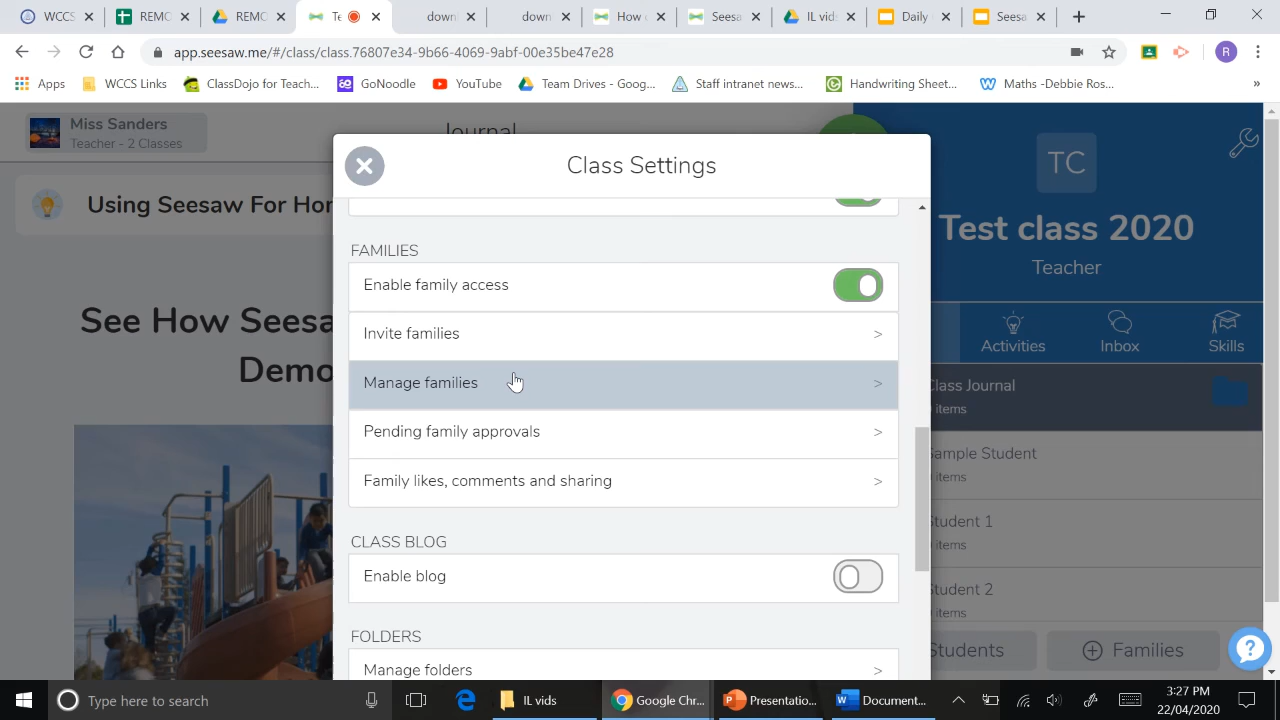 WCCS
REMC
REMC
Te
down
down
How c
Seesa
IL vids
Daily
Seesa
app.seesaw.me/#/class/class.76807e34-9b66-4069-9abf-00e35be47e28
R
Apps
WCCS Links
ClassDojo for Teach...
GoNoodle
YouTube
Team Drives - Goog...
Staff intranet news...
Handwriting Sheet...
Maths -Debbie Ros...
»
Miss Sanders
Teacher - 2 Classes
Journal
Using Seesaw For Hor
See How Seesa
Demo
Class Settings
FAMILIES
Enable family access
Invite families >
Manage families >
Pending family approvals >
Family likes, comments and sharing >
CLASS BLOG
Enable blog
FOLDERS
Manage folders >
TC
Test class 2020
Teacher
Activities
Inbox
Skills
Class Journal
items
ample Student
items
Student 1
items
Student 2
items
Students
Families
?
Type here to search
IL vids
Google Chr...
Presentatio...
Document...
3:27 PM
22/04/2020